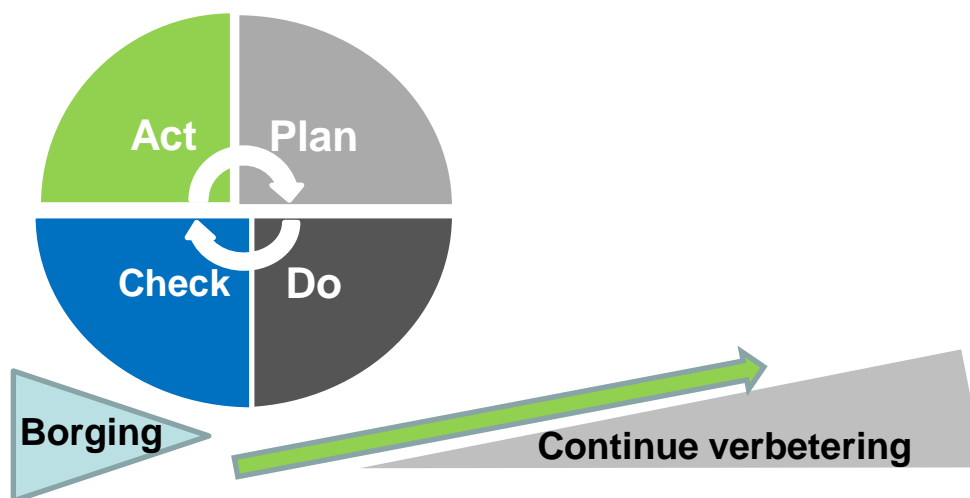 Act
Plan
Check
Do
Borging
Continue verbetering